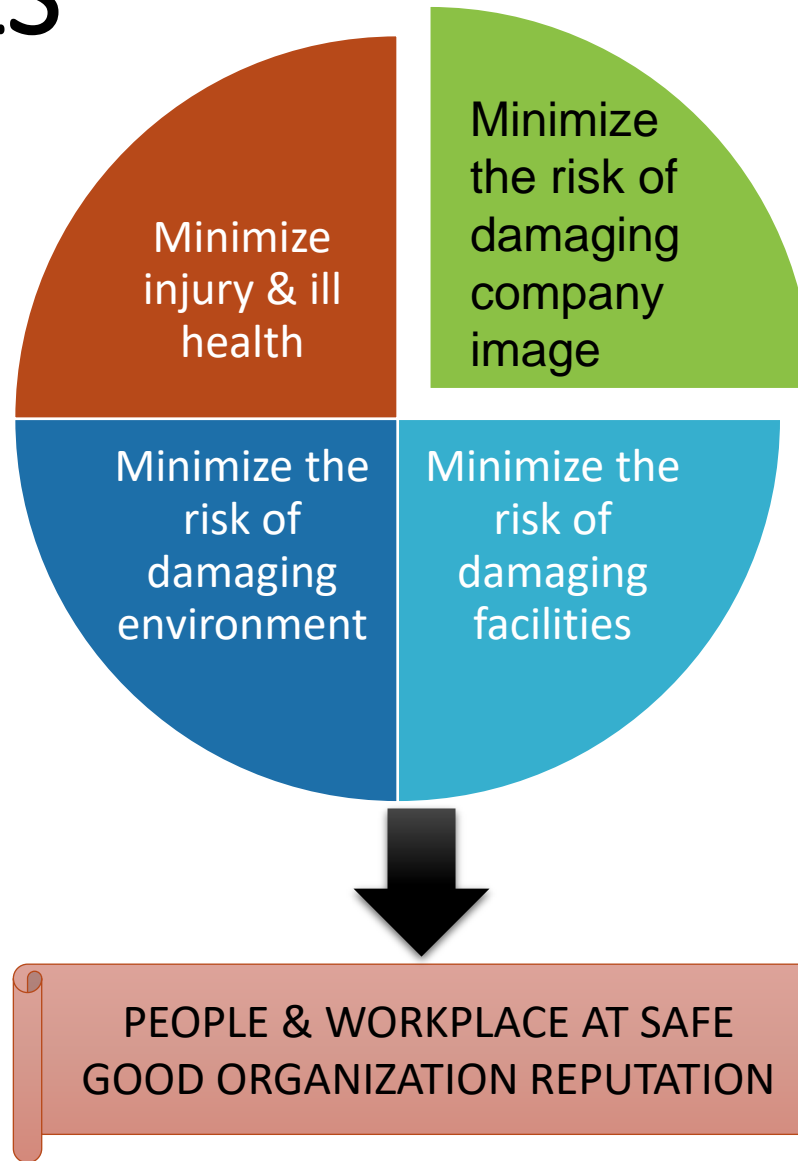 Minimize
injury & ill
health
Minimize
the risk of
damaging
company
image
Minimize the
risk of
damaging
environment
Minimize the
risk of
damaging
facilities
PEOPLE & WORKPLACE AT SAFE
GOOD ORGANIZATION REPUTATION